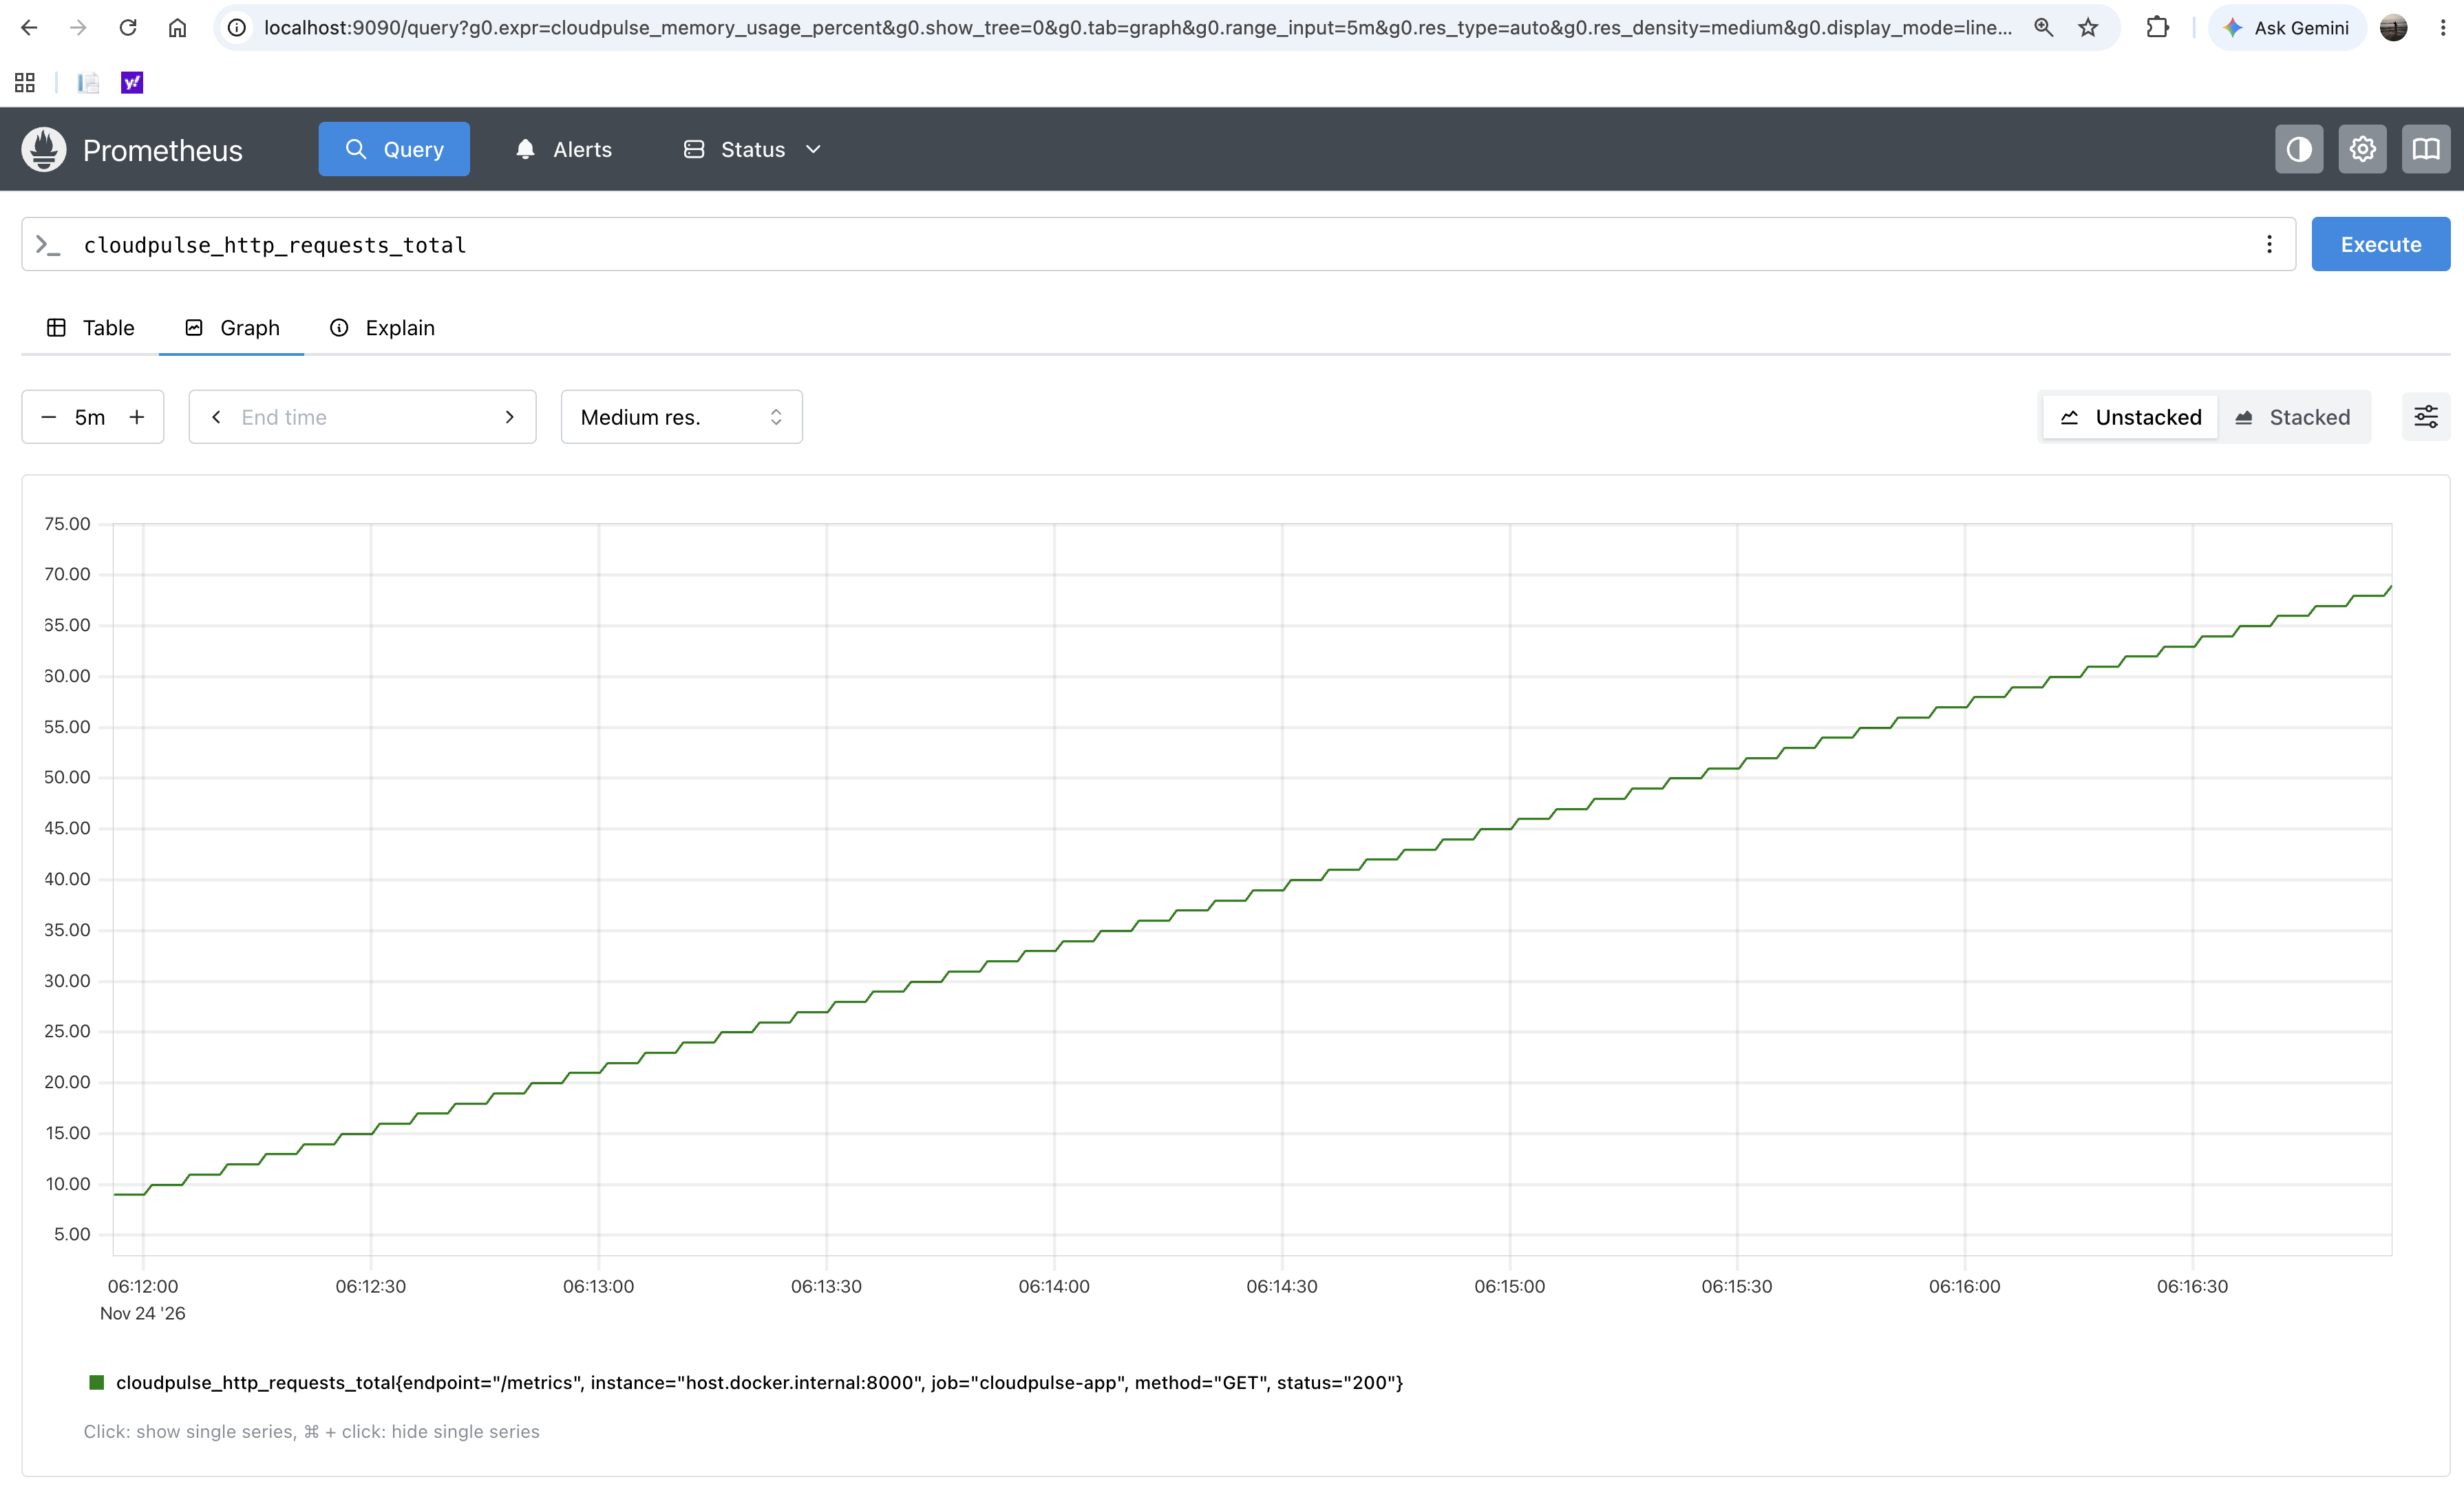 localhost:9090/query?g0.expr=cloudpulse_memory_usage_percent&g0.show_tree=0&g0.tab=graph&g0.range_input=5m&g0.res_type=auto&g0.res_density=medium&g0.display_mode=line...
Ask Gemini
y!
Prometheus
Query
Alerts
Status
>_ cloudpulse_http_requests_total
Execute
Table
Graph
Explain
5m
End time
Medium res.
Unstacked
Stacked
75.00
70.00
65.00
60.00
55.00
50.00
45.00
40.00
35.00
30.00
25.00
20.00
15.00
10.00
5.00
06:12:00 06:12:30 06:13:00 06:13:30 06:14:00 06:14:30 06:15:00 06:15:30 06:16:00 06:16:30
Nov 24 '26
cloudpulse_http_requests_total{endpoint="/metrics", instance="host.docker.internal:8000", job="cloudpulse-app", method="GET", status="200"}
Click: show single series, ⌘ + click: hide single series